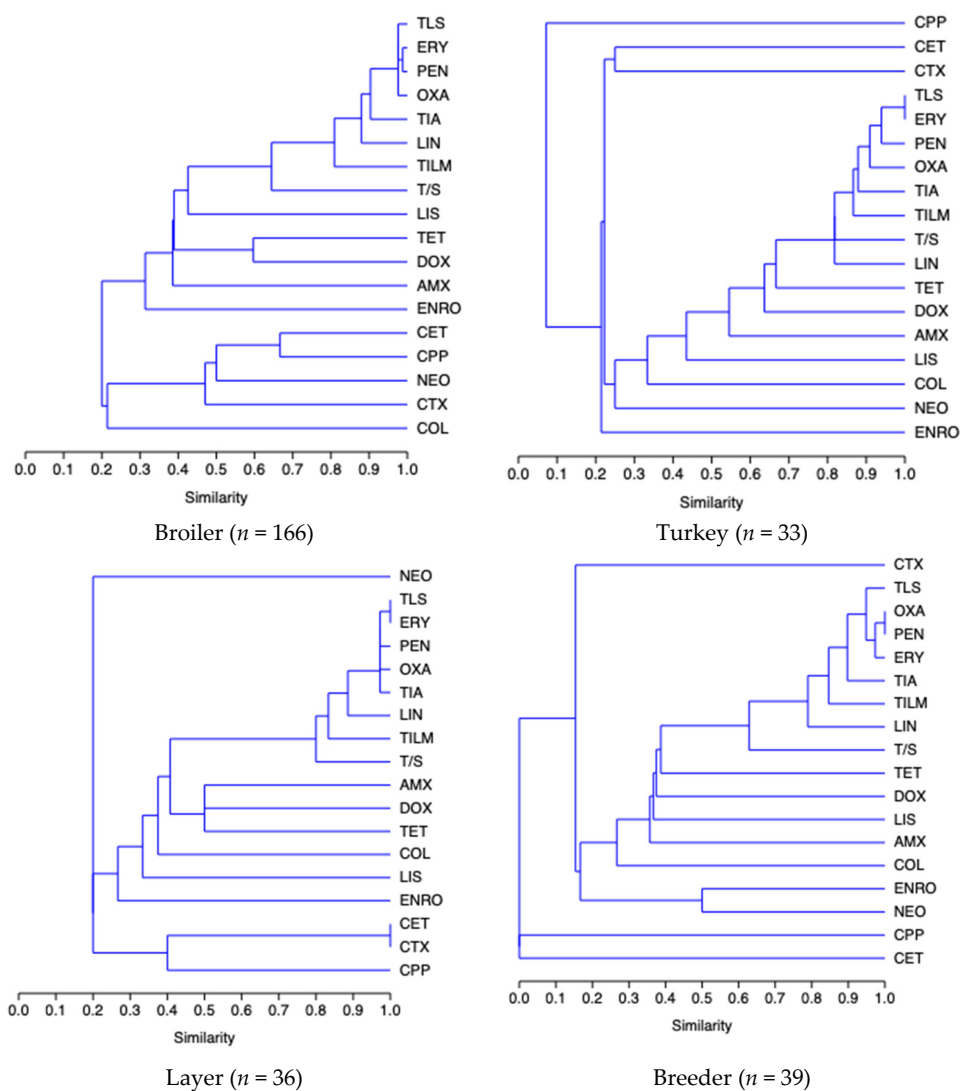 TLS
ERY
PEN
OXA
TIA
LIN
TILM
T/S
LIS
TET
DOX
AMX
ENRO
CET
CPP
NEO
CTX
COL
0.0 0.1 0.2 0.3 0.4 0.5 0.6 0.7 0.8 0.9 1.0
Similarity
Broiler (n = 166)
CPP
CET
CTX
TLS
ERY
PEN
OXA
TIA
TILM
T/S
LIN
TET
DOX
AMX
LIS
COL
NEO
ENRO
0.0 0.1 0.2 0.3 0.4 0.5 0.6 0.7 0.8 0.9 1.0
Similarity
Turkey (n = 33)
NEO
TLS
ERY
PEN
OXA
TIA
LIN
TILM
T/S
AMX
DOX
TET
COL
LIS
ENRO
CET
CTX
CPP
0.0 0.1 0.2 0.3 0.4 0.5 0.6 0.7 0.8 0.9 1.0
Similarity
Layer (n = 36)
CTX
TLS
OXA
PEN
ERY
TIA
TILM
LIN
T/S
TET
DOX
LIS
AMX
COL
ENRO
NEO
CPP
CET
0.0 0.1 0.2 0.3 0.4 0.5 0.6 0.7 0.8 0.9 1.0
Similarity
Breeder (n = 39)